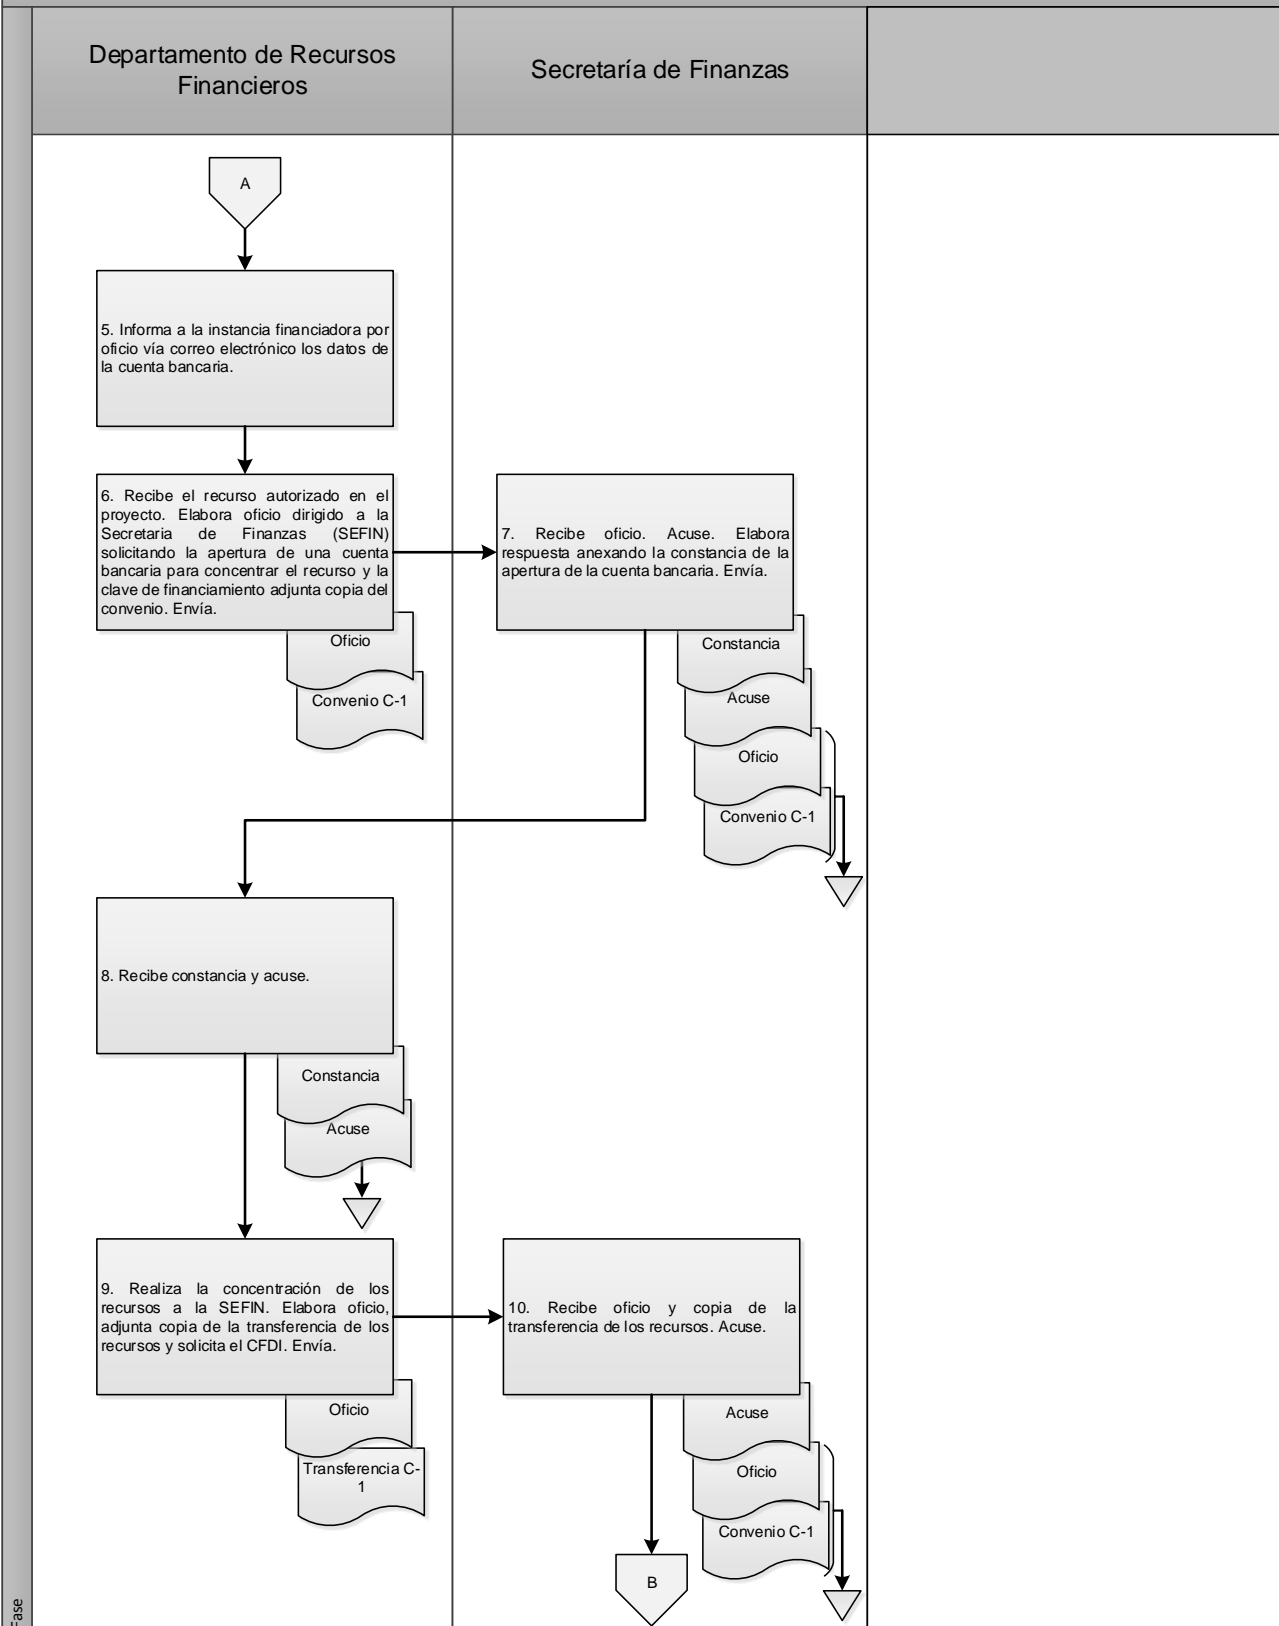 Departamento de Recursos
Financieros
Secretaría de Finanzas
A
5. Informa a la instancia financiadora por
oficio vía correo electrónico los datos de
la cuenta bancaria.
6. Recibe el recurso autorizado en el
proyecto. Elabora oficio dirigido a la
Secretaria de Finanzas (SEFIN)
solicitando la apertura de una cuenta
bancaria para concentrar el recurso y la
clave de financiamiento adjunta copia del
convenio. Envía.
Oficio
Convenio C-1
7. Recibe oficio. Acuse. Elabora
respuesta anexando la constancia de la
apertura de la cuenta bancaria. Envía.
Constancia
Acuse
Oficio
Convenio C-1
8. Recibe constancia y acuse.
Constancia
Acuse
9. Realiza la concentración de los
recursos a la SEFIN. Elabora oficio,
adjunta copia de la transferencia de los
recursos y solicita el CFDI. Envía.
Oficio
Transferencia C-
1
10. Recibe oficio y copia de la
transferencia de los recursos. Acuse.
Acuse
Oficio
Convenio C-1
B
Fase